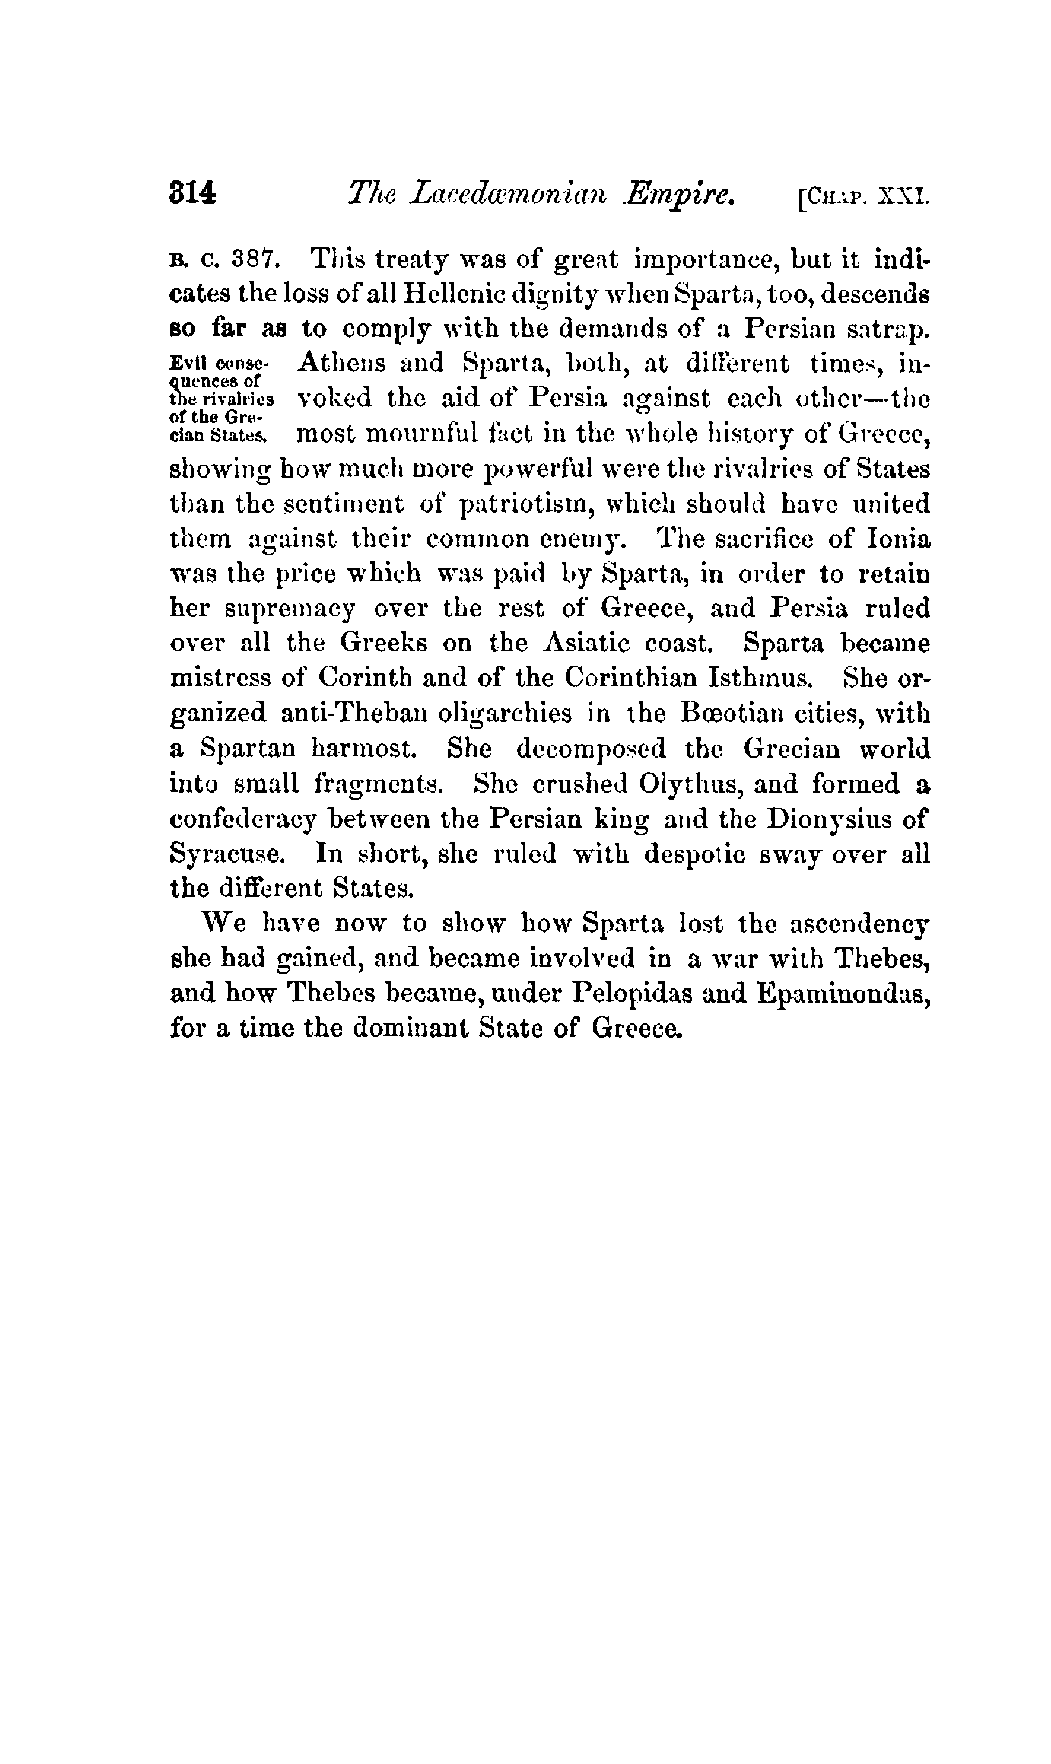 314 The Lacedæmonian Empire. [CHAP. XXI.
B. C. 387. This treaty was of great importance, but it indi-
cates the loss of all Hellenic dignity when Sparta, too, descends
so far as to comply with the demands of a Persian satrap.
Evil conse-
quences of
the rivalries
of the Gre-
cian States.
Athens and Sparta, both, at different times, in-
voked the aid of Persia against each other—the
most mournful fact in the whole history of Greece,
showing how much more powerful were the rivalries of States
than the sentiment of patriotism, which should have united
them against their common enemy. The sacrifice of Ionia
was the price which was paid by Sparta, in order to retain
her supremacy over the rest of Greece, and Persia ruled
over all the Greeks on the Asiatic coast. Sparta became
mistress of Corinth and of the Corinthian Isthmus. She or-
ganized anti-Theban oligarchies in the Bœotian cities, with
a Spartan harmost. She decomposed the Grecian world
into small fragments. She crushed Olythus, and formed a
confederacy between the Persian king and the Dionysius of
Syracuse. In short, she ruled with despotic sway over all
the different States.
We have now to show how Sparta lost the ascendency
she had gained, and became involved in a war with Thebes,
and how Thebes became, under Pelopidas and Epaminondas,
for a time the dominant State of Greece.